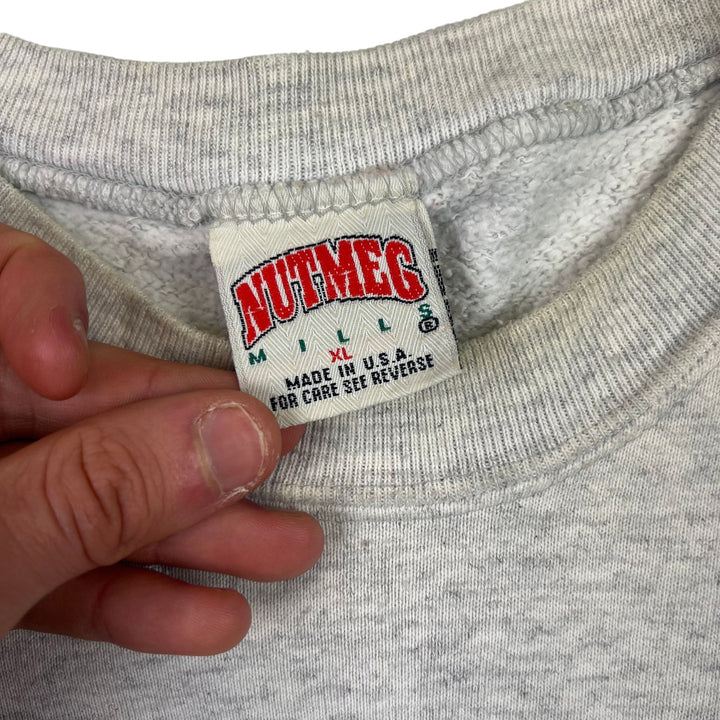 NUTMEG
MILLS®
XL
MADE IN U.S.A.
FOR CARE SEE REVERSE